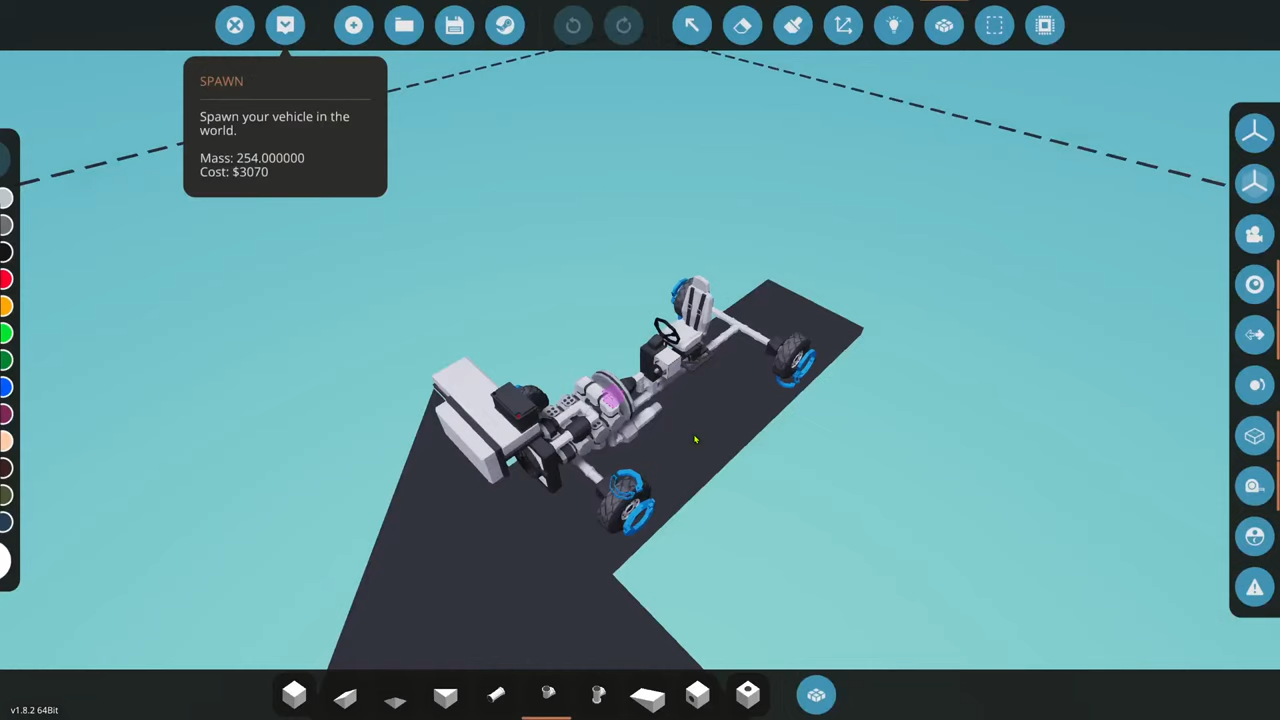 SPAWN
Spawn your vehicle in the
world.
Mass: 254.000000
Cost: $3070
v1.8.2 64Bit